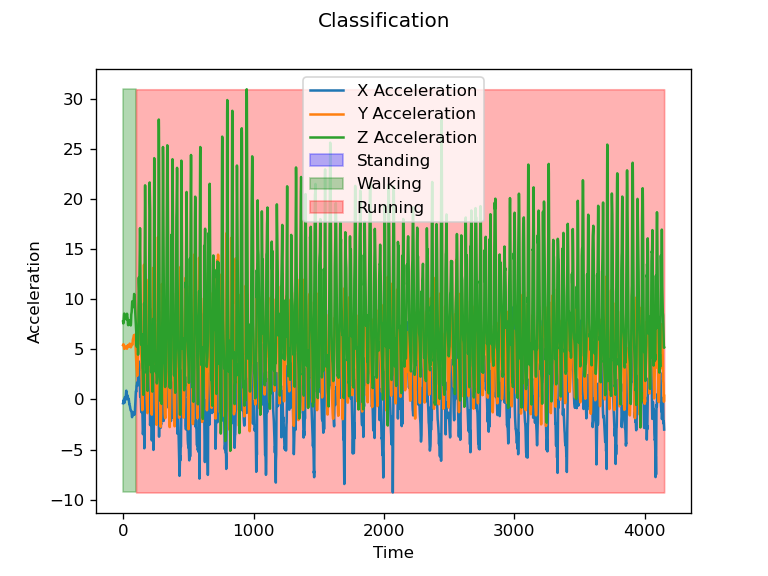 Classification
30
25
20
15
10
5
0
−5
−10
Acceleration
X Acceleration
Y Acceleration
Z Acceleration
Standing
Walking
Running
0 1000 2000 3000 4000
Time